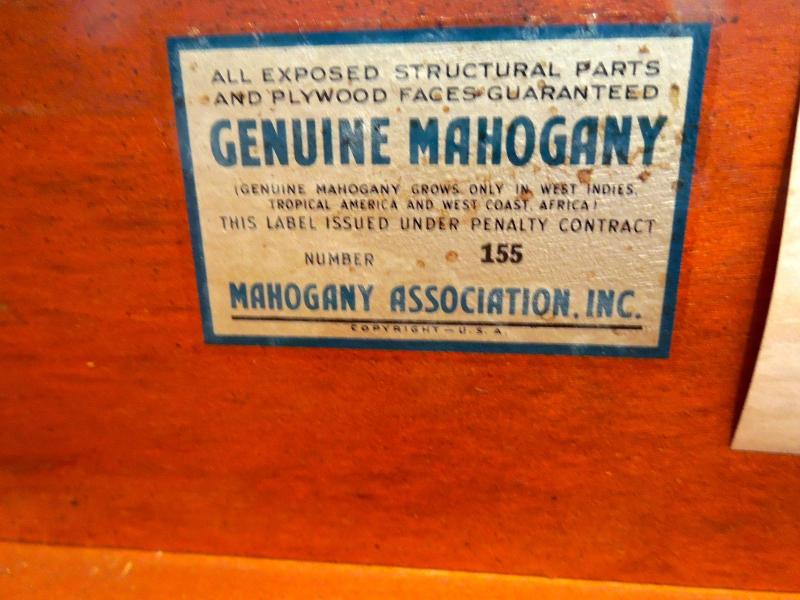 ALL EXPOSED STRUCTURAL PARTS
AND PLYWOOD FACES GUARANTEED
GENUINE MAHOGANY
(GENUINE MAHOGANY GROWS ONLY IN WEST INDIES,
TROPICAL AMERICA AND WEST COAST, AFRICA)
THIS LABEL ISSUED UNDER PENALTY CONTRACT
NUMBER 155
MAHOGANY ASSOCIATION, INC.
COPYRIGHT—U.S.A.